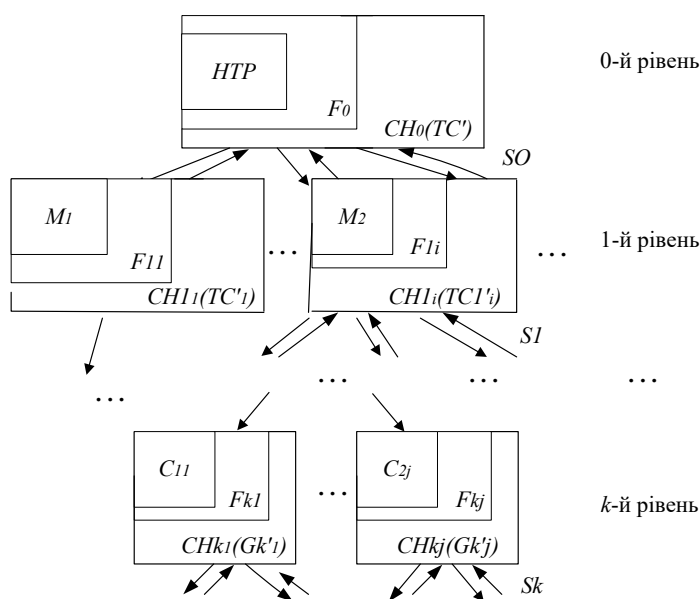 0-й рівень
HTP
F0
CH0(TC')
SO
M1
M2
F11
… F1i …
1-й рівень
CH11(TC'1)
CH1i(TC1'i)
S1
… … … …
C11
C2j
Fk1
… Fkj
k-й рівень
CHk1(Gk'1)
CHkj(Gk'j)
Sk